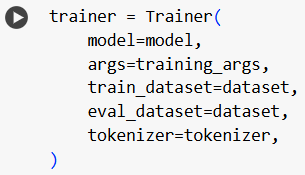 trainer = Trainer(
    model=model,
    args=training_args,
    train_dataset=dataset,
    eval_dataset=dataset,
    tokenizer=tokenizer,
)